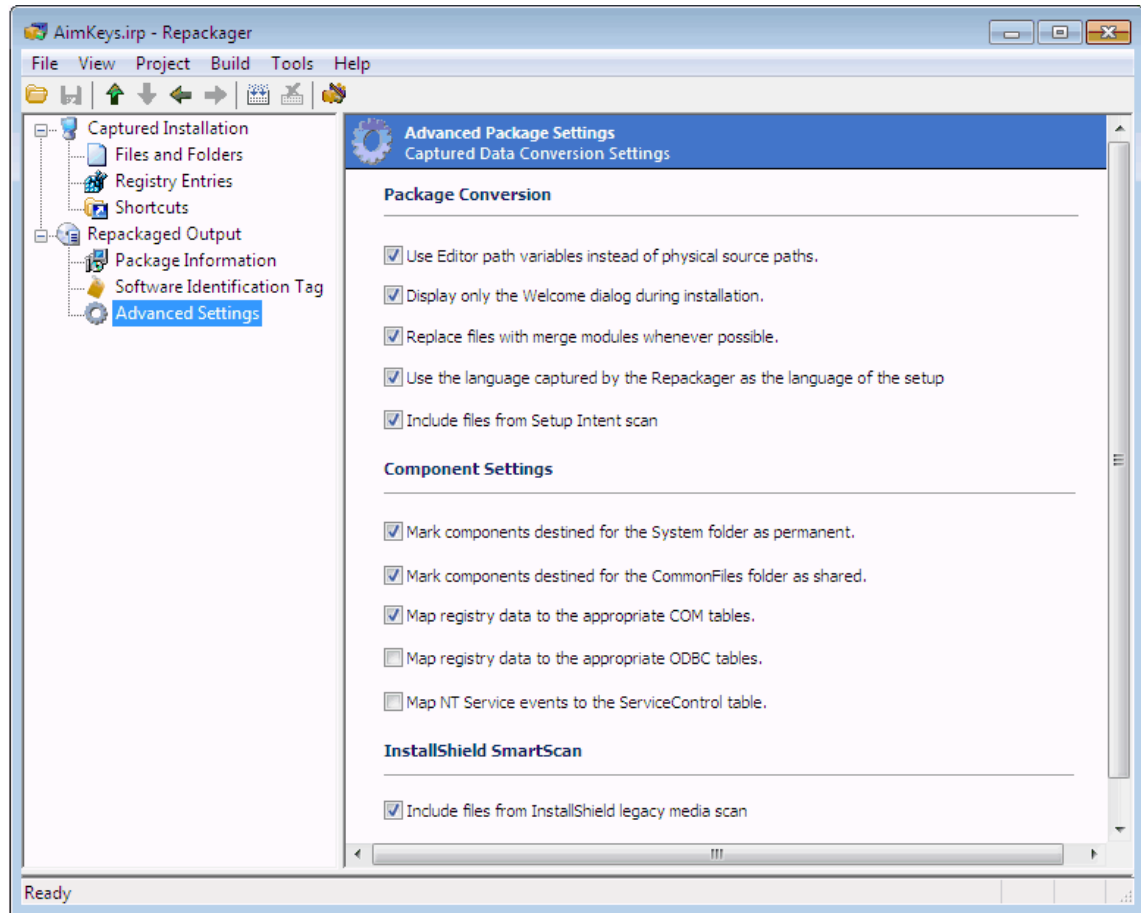 AimKeys.irp - Repackager
File View Project Build Tools Help
Captured Installation
Files and Folders
Registry Entries
Shortcuts
Repackaged Output
Package Information
Software Identification Tag
Advanced Settings
Advanced Package Settings
Captured Data Conversion Settings
Package Conversion
Use Editor path variables instead of physical source paths.
Display only the Welcome dialog during installation.
Replace files with merge modules whenever possible.
Use the language captured by the Repackager as the language of the setup
Include files from Setup Intent scan
Component Settings
Mark components destined for the System folder as permanent.
Mark components destined for the CommonFiles folder as shared.
Map registry data to the appropriate COM tables.
Map registry data to the appropriate ODBC tables.
Map NT Service events to the ServiceControl table.
InstallShield SmartScan
Include files from InstallShield legacy media scan
Ready